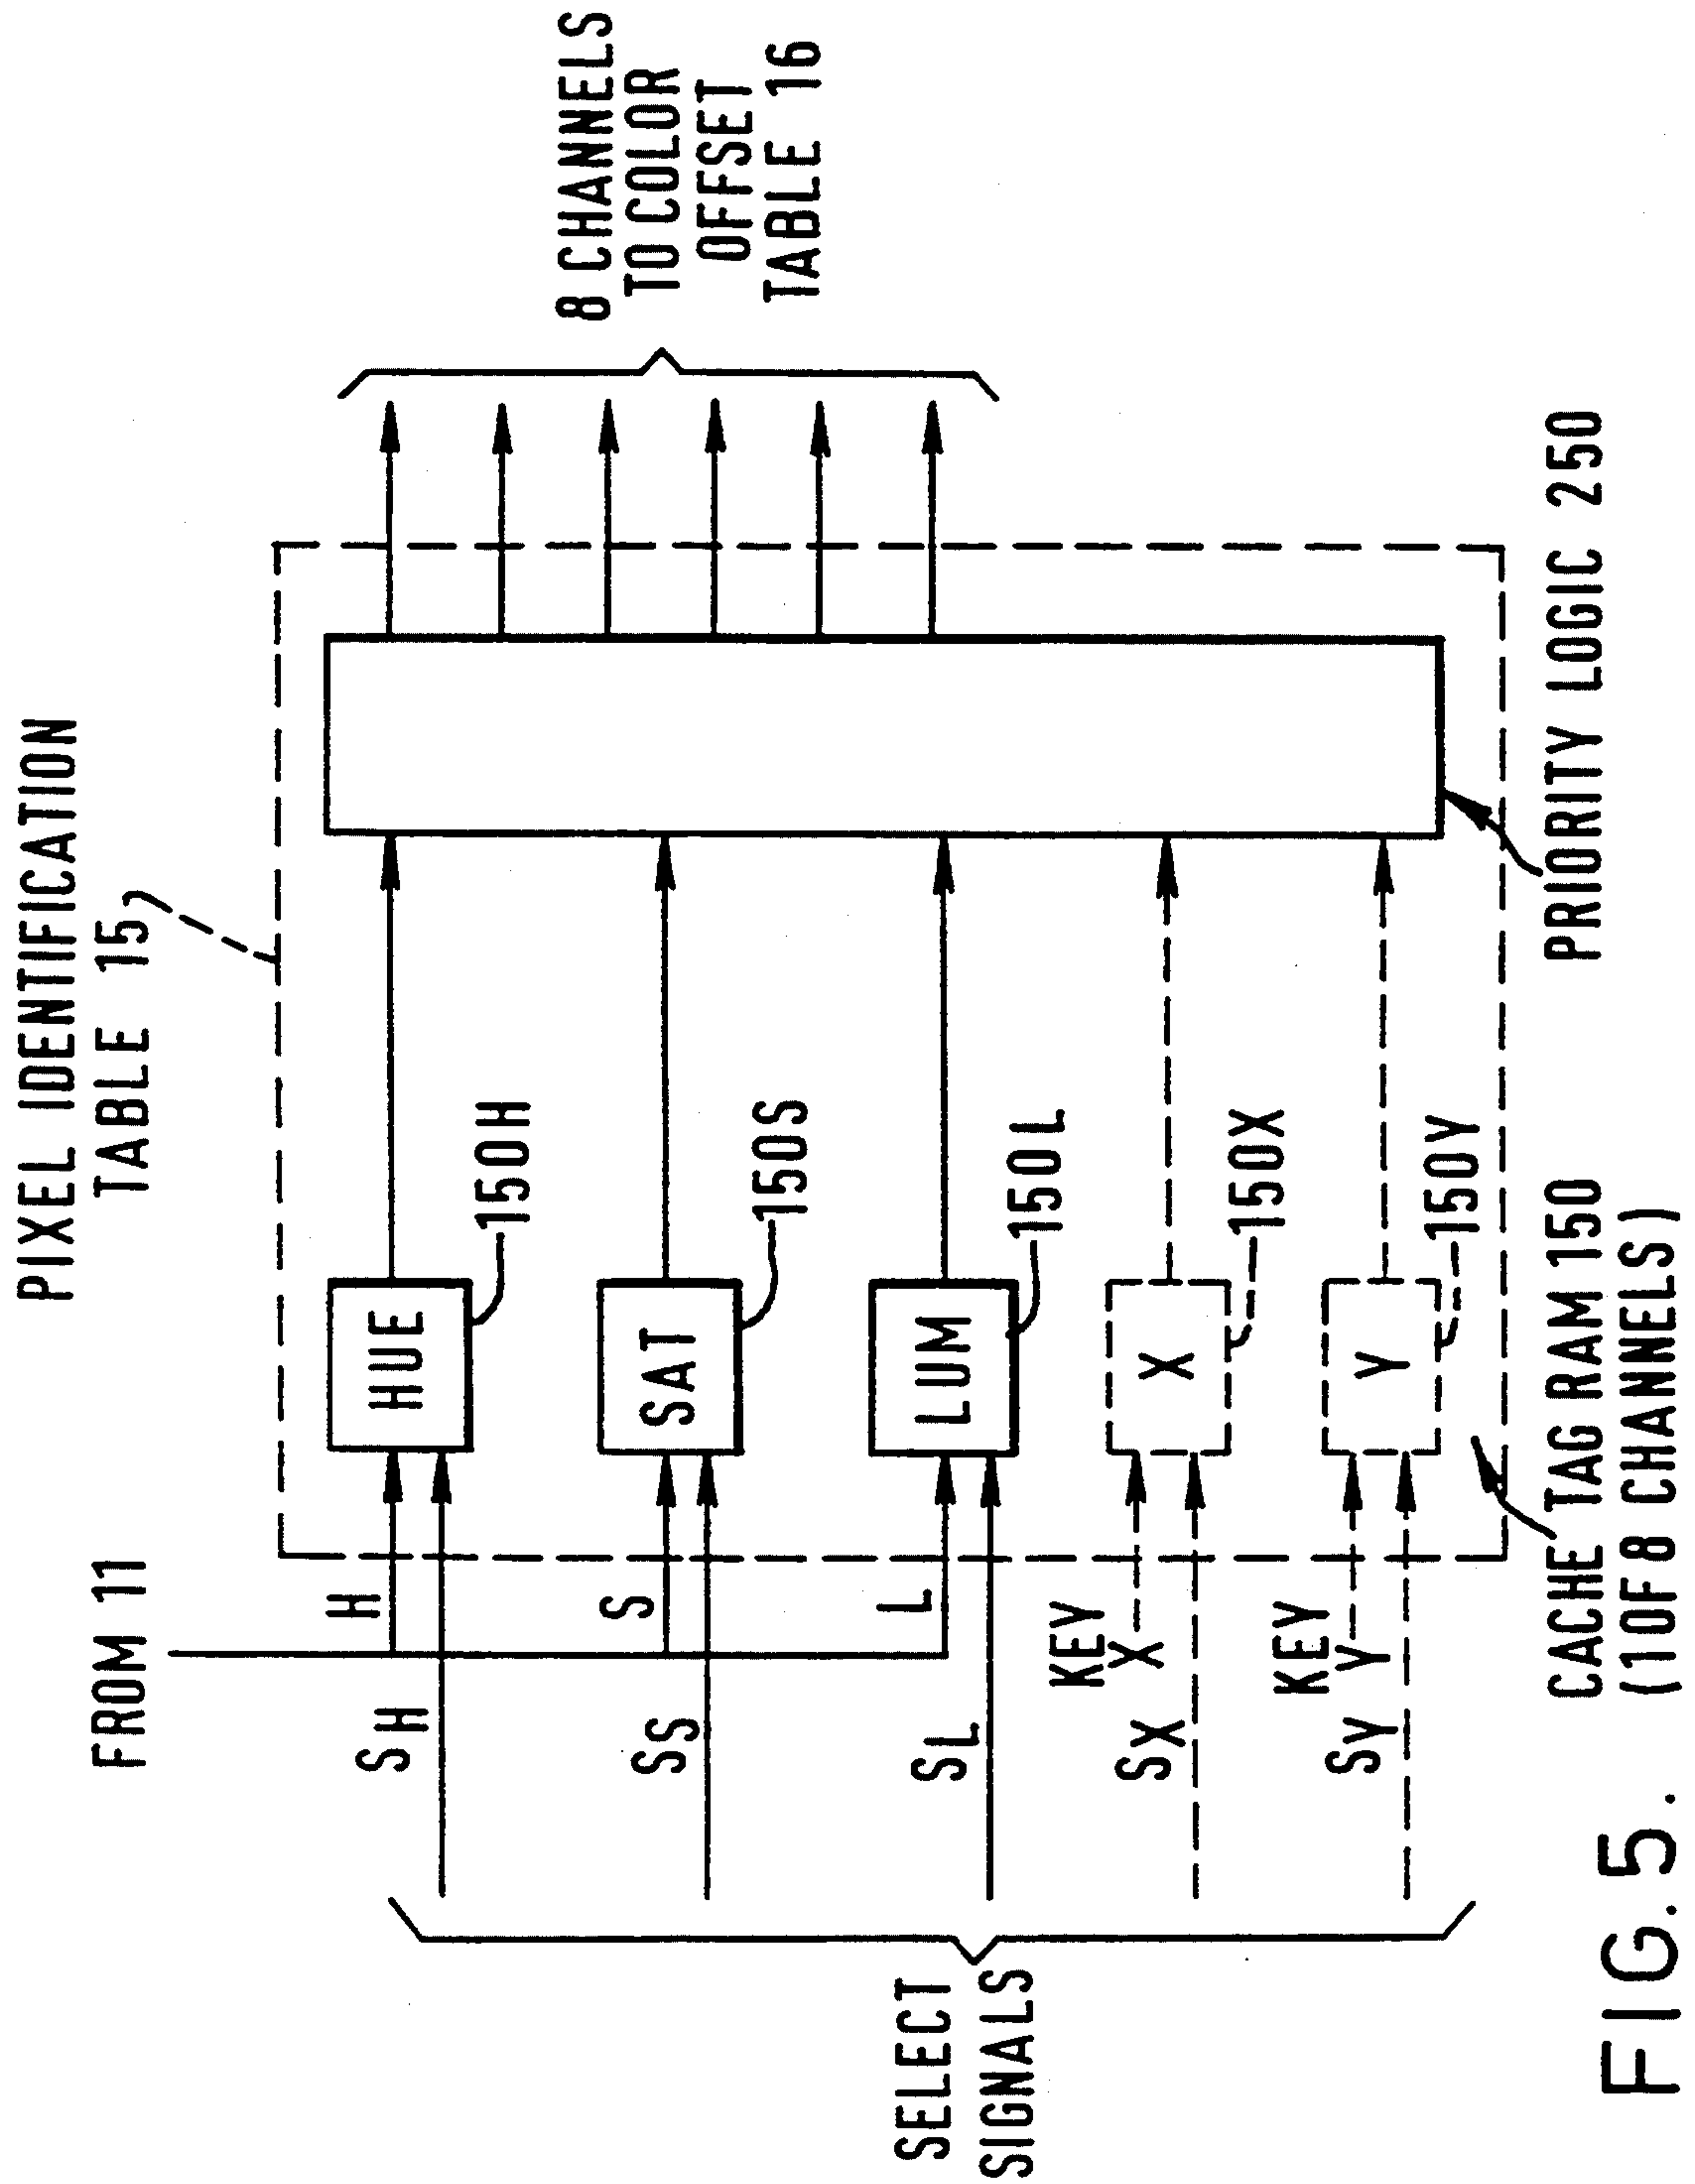 PIXEL IDENTIFICATION
TABLE 15
FROM 11
H
SH
S
SS
L
SL
KEY
X
SX
KEY
Y
SY
SELECT
SIGNALS
HUE
150H
SAT
150S
LUM
150L
X
150X
Y
150Y
8 CHANNELS
TO COLOR
OFFSET
TABLE 16
CACHE TAG RAM 150
(1 OF 8 CHANNELS)
PRIORITY LOGIC 250
FIG. 5.